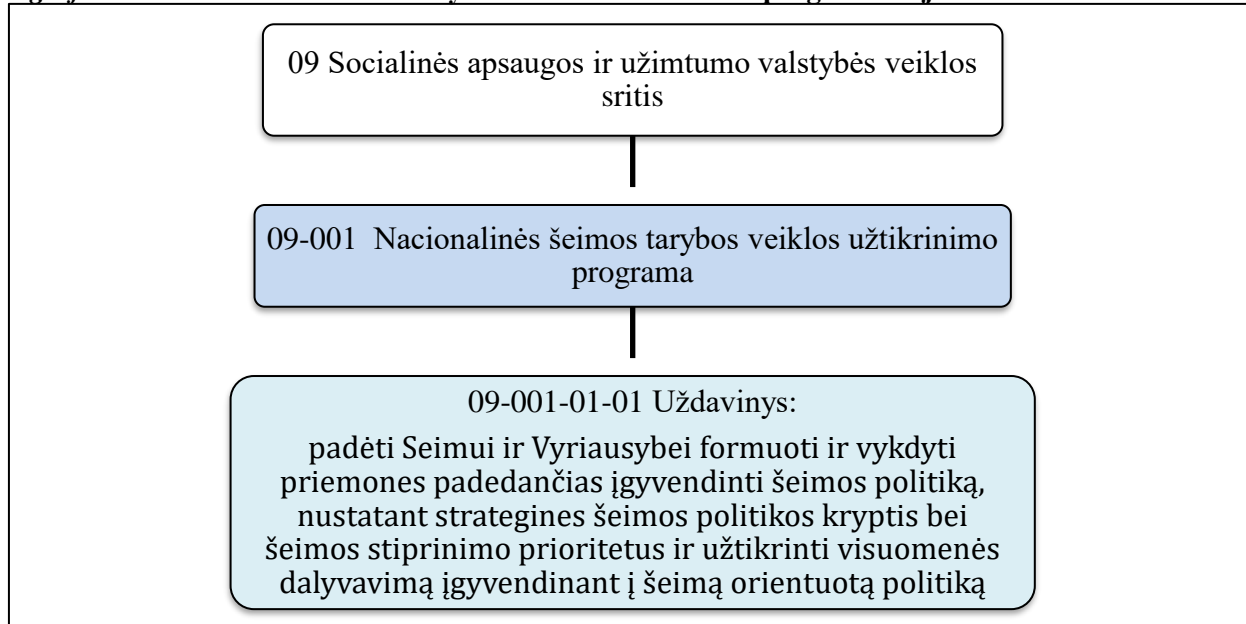 09 Socialinės apsaugos ir užimtumo valstybės veiklos
sritis
09-001 Nacionalinės šeimos tarybos veiklos užtikrinimo
programa
09-001-01-01 Uždavinys:
padėti Seimui ir Vyriausybei formuoti ir vykdyti
priemones padedančias įgyvendinti šeimos politiką,
nustatant strategines šeimos politikos kryptis bei
šeimos stiprinimo prioritetus ir užtikrinti visuomenės
dalyvavimą įgyvendinant į šeimą orientuotą politiką